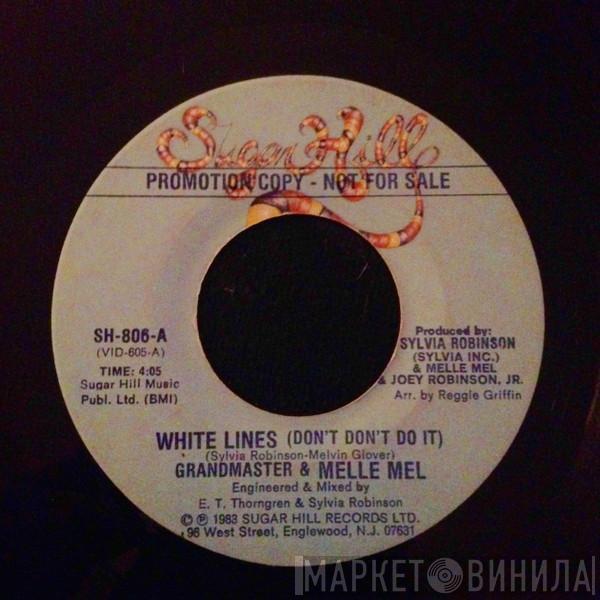 Sugar Hill
PROMOTION COPY - NOT FOR SALE
SH-806-A
(VID-605-A)
TIME: 4:05
Sugar Hill Music
Publ. Ltd. (BMI)
Produced by:
SYLVIA ROBINSON
(SYLVIA INC.)
& MELLE MEL
& JOEY ROBINSON, JR.
Arr. by Reggie Griffin
WHITE LINES (DON'T DON'T DO IT)
(Sylvia Robinson-Melvin Glover)
GRANDMASTER & MELLE MEL
Engineered & Mixed by
E. T. Thorngren & Sylvia Robinson
© ℗ 1983 SUGAR HILL RECORDS LTD.
96 West Street, Englewood, N.J. 07631
МАРКЕТ ВИНИЛА